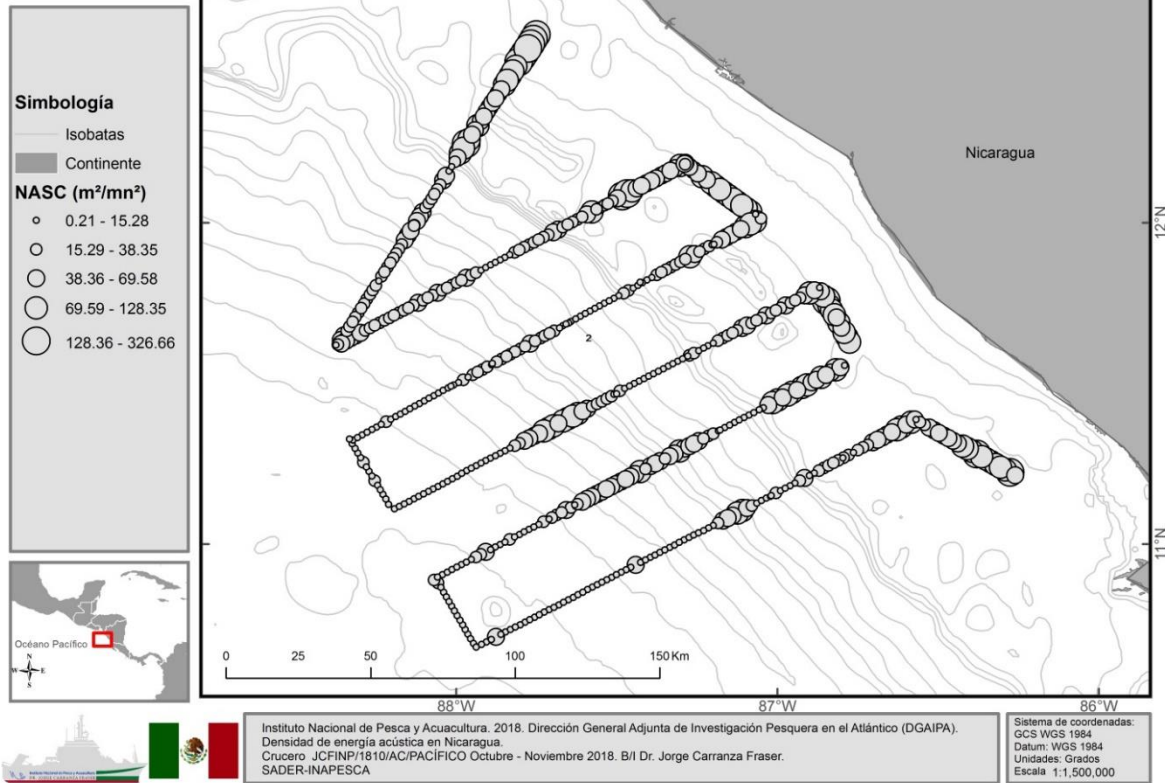 Simbología
Isobatas
Continente
NASC (m²/mn²)
0.21 - 15.28
15.29 - 38.35
38.36 - 69.58
69.59 - 128.35
128.36 - 326.66
Nicaragua
2
12°N
11°N
0 25 50 100 150 Km
88°W 87°W 86°W
Océano Pacífico
N
W E
S
Instituto Nacional de Pesca y Acuacultura. 2018. Dirección General Adjunta de Investigación Pesquera en el Atlántico (DGAIPA).
Densidad de energía acústica en Nicaragua.
Crucero JCFINP/1810/AC/PACÍFICO Octubre - Noviembre 2018. B/I Dr. Jorge Carranza Fraser.
SADER-INAPESCA
Sistema de coordenadas:
GCS WGS 1984
Datum: WGS 1984
Unidades: Grados
Escala 1:1,500,000